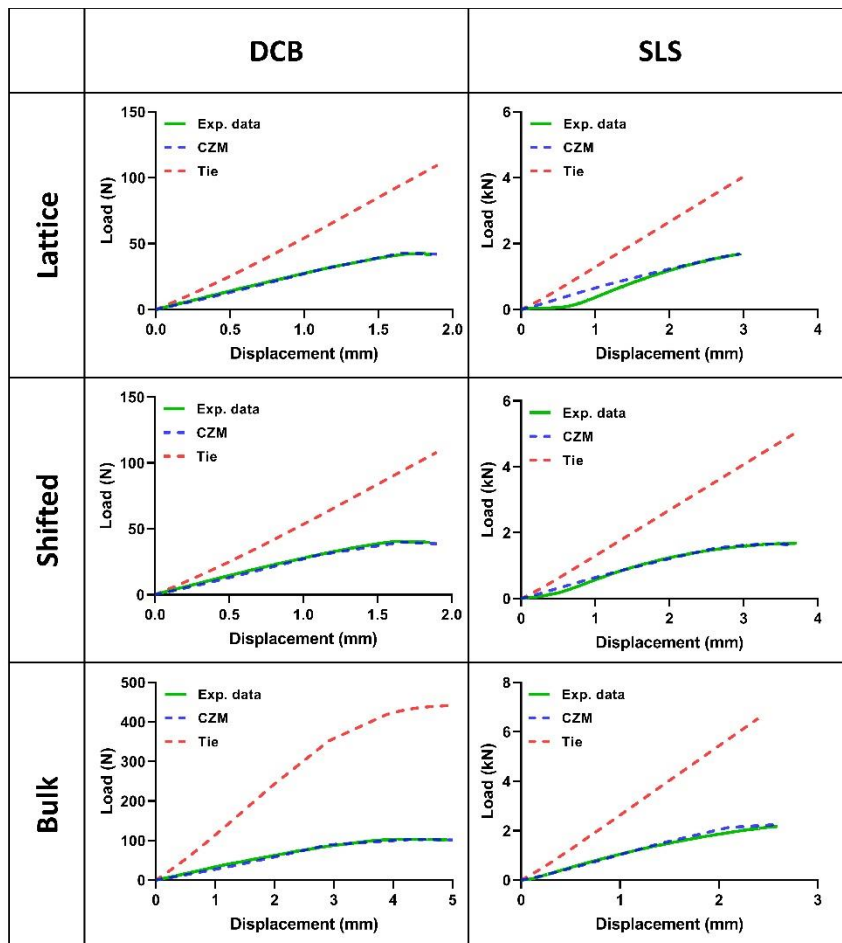 DCB
SLS
Lattice
150
100
50
0
Load (N)
Exp. data
CZM
Tie
0.0 0.5 1.0 1.5 2.0
Displacement (mm)
6
4
2
0
Load (kN)
Exp. data
CZM
Tie
0 1 2 3 4
Displacement (mm)
Shifted
150
100
50
0
Load (N)
Exp. data
CZM
Tie
0.0 0.5 1.0 1.5 2.0
Displacement (mm)
6
4
2
0
Load (kN)
Exp. data
CZM
Tie
0 1 2 3 4
Displacement (mm)
Bulk
500
400
300
200
100
0
Load (N)
Exp. data
CZM
Tie
0 1 2 3 4 5
Displacement (mm)
8
6
4
2
0
Load (kN)
Exp. data
CZM
Tie
0 1 2 3
Displacement (mm)